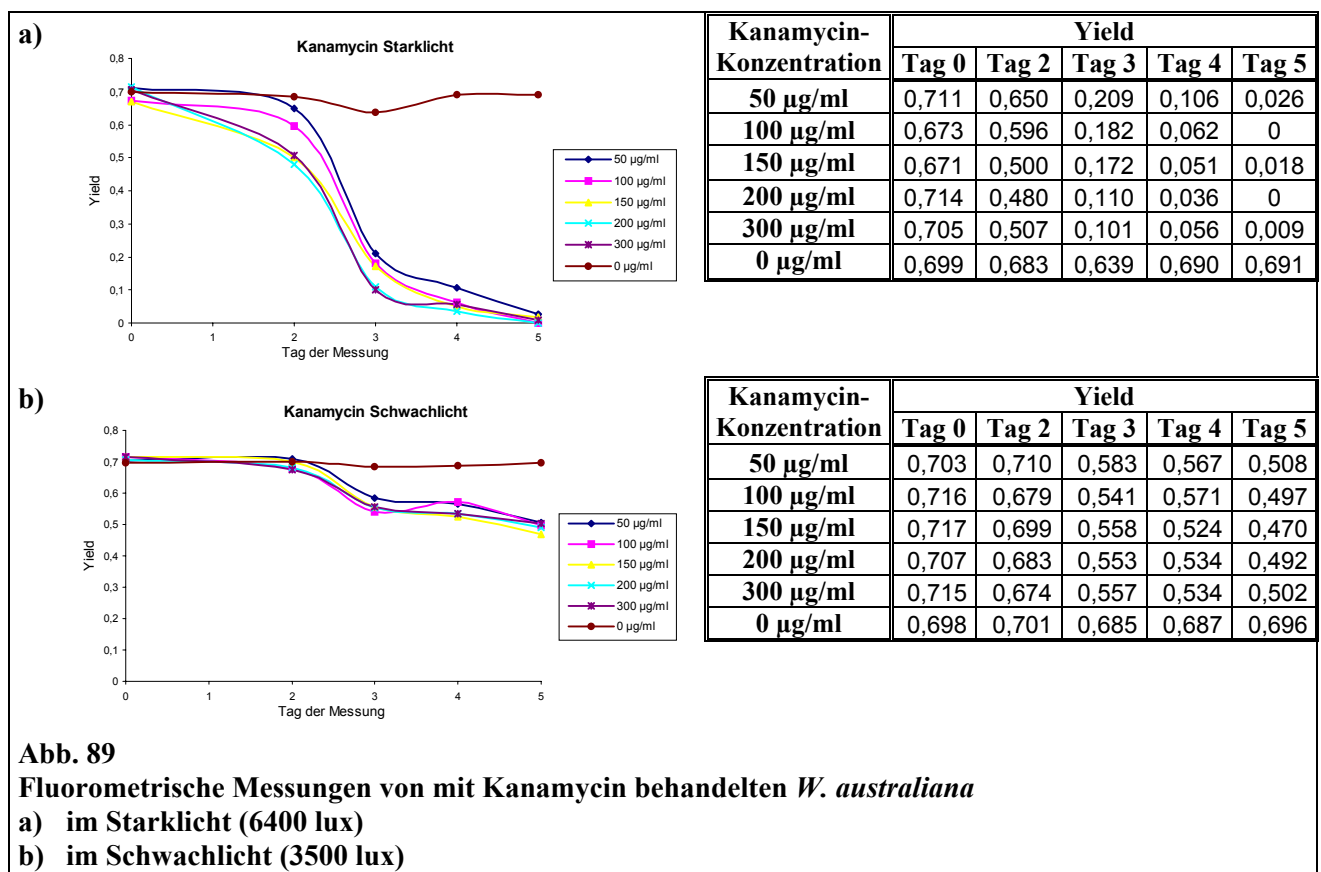 a)
Kanamycin Starklicht
Yield
0,8
0,7
0,6
0,5
0,4
0,3
0,2
0,1
0
0 1 2 3 4 5
Tag der Messung
50 µg/ml
100 µg/ml
150 µg/ml
200 µg/ml
300 µg/ml
0 µg/ml
Kanamycin-Konzentration Yield
Tag 0 Tag 2 Tag 3 Tag 4 Tag 5
50 µg/ml 0,711 0,650 0,209 0,106 0,026
100 µg/ml 0,673 0,596 0,182 0,062 0
150 µg/ml 0,671 0,500 0,172 0,051 0,018
200 µg/ml 0,714 0,480 0,110 0,036 0
300 µg/ml 0,705 0,507 0,101 0,056 0,009
0 µg/ml 0,699 0,683 0,639 0,690 0,691
b)
Kanamycin Schwachlicht
Yield
0,8
0,7
0,6
0,5
0,4
0,3
0,2
0,1
0
0 1 2 3 4 5
Tag der Messung
50 µg/ml
100 µg/ml
150 µg/ml
200 µg/ml
300 µg/ml
0 µg/ml
Kanamycin-Konzentration Yield
Tag 0 Tag 2 Tag 3 Tag 4 Tag 5
50 µg/ml 0,703 0,710 0,583 0,567 0,508
100 µg/ml 0,716 0,679 0,541 0,571 0,497
150 µg/ml 0,717 0,699 0,558 0,524 0,470
200 µg/ml 0,707 0,683 0,553 0,534 0,492
300 µg/ml 0,715 0,674 0,557 0,534 0,502
0 µg/ml 0,698 0,701 0,685 0,687 0,696
Abb. 89
Fluorometrische Messungen von mit Kanamycin behandelten W. australiana
a) im Starklicht (6400 lux)
b) im Schwachlicht (3500 lux)